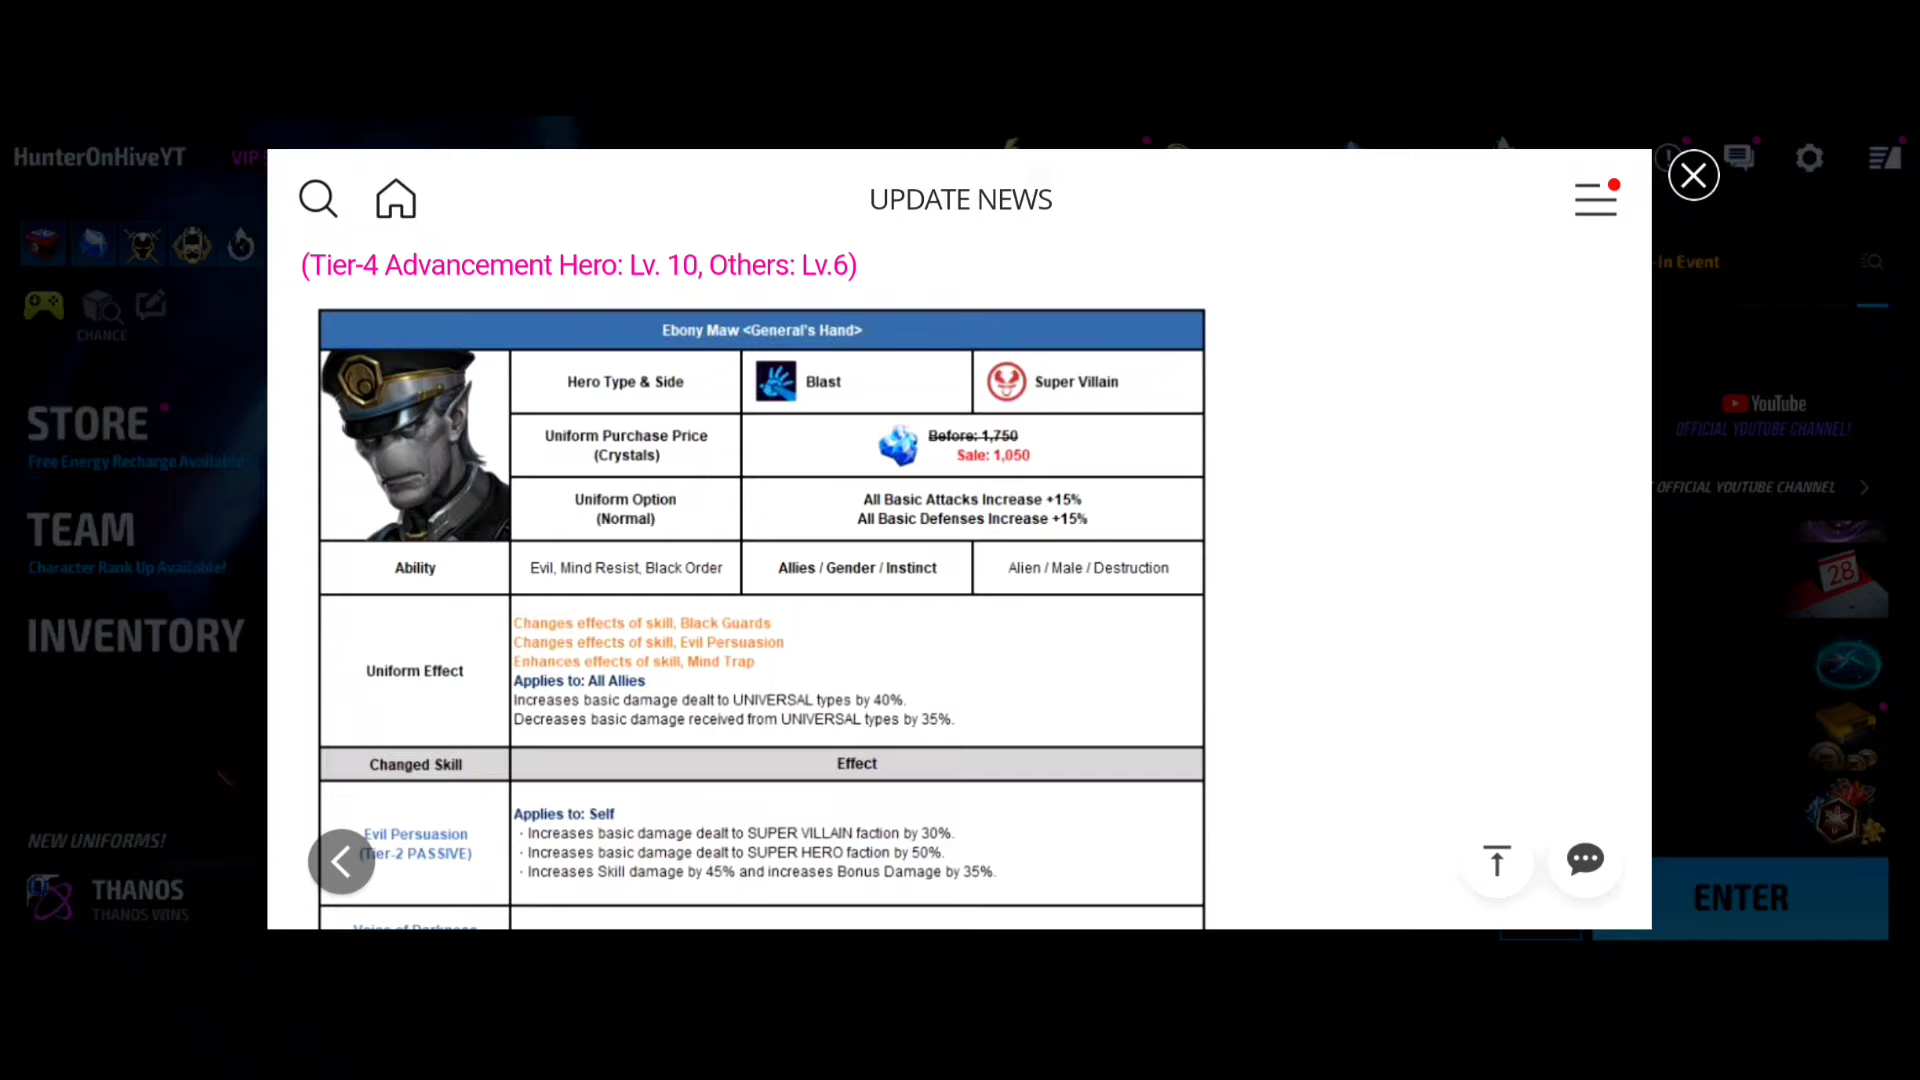 HunterOnHiveYT
VIP
UPDATE NEWS
(Tier-4 Advancement Hero: Lv. 10, Others: Lv.6)
Ebony Maw <General's Hand>
Hero Type & Side
Blast
Super Villain
Uniform Purchase Price
(Crystals)
Before: 1,750
Sale: 1,050
Uniform Option
(Normal)
All Basic Attacks Increase +15%
All Basic Defenses Increase +15%
Ability
Evil, Mind Resist, Black Order
Allies / Gender / Instinct
Alien / Male / Destruction
Uniform Effect
Changes effects of skill, Black Guards
Changes effects of skill, Evil Persuasion
Enhances effects of skill, Mind Trap
Applies to: All Allies
Increases basic damage dealt to UNIVERSAL types by 40%.
Decreases basic damage received from UNIVERSAL types by 35%.
Changed Skill
Effect
Evil Persuasion
(Tier-2 PASSIVE)
Applies to: Self
· Increases basic damage dealt to SUPER VILLAIN faction by 30%.
· Increases basic damage dealt to SUPER HERO faction by 50%.
· Increases Skill damage by 45% and increases Bonus Damage by 35%.
CHANCE
STORE
Free Energy Recharge Available!
TEAM
Character Rank Up Available!
INVENTORY
NEW UNIFORMS!
THANOS
THANOS WINS
-In Event
YouTube
OFFICIAL YOUTUBE CHANNEL!
OFFICIAL YOUTUBE CHANNEL
28
ENTER